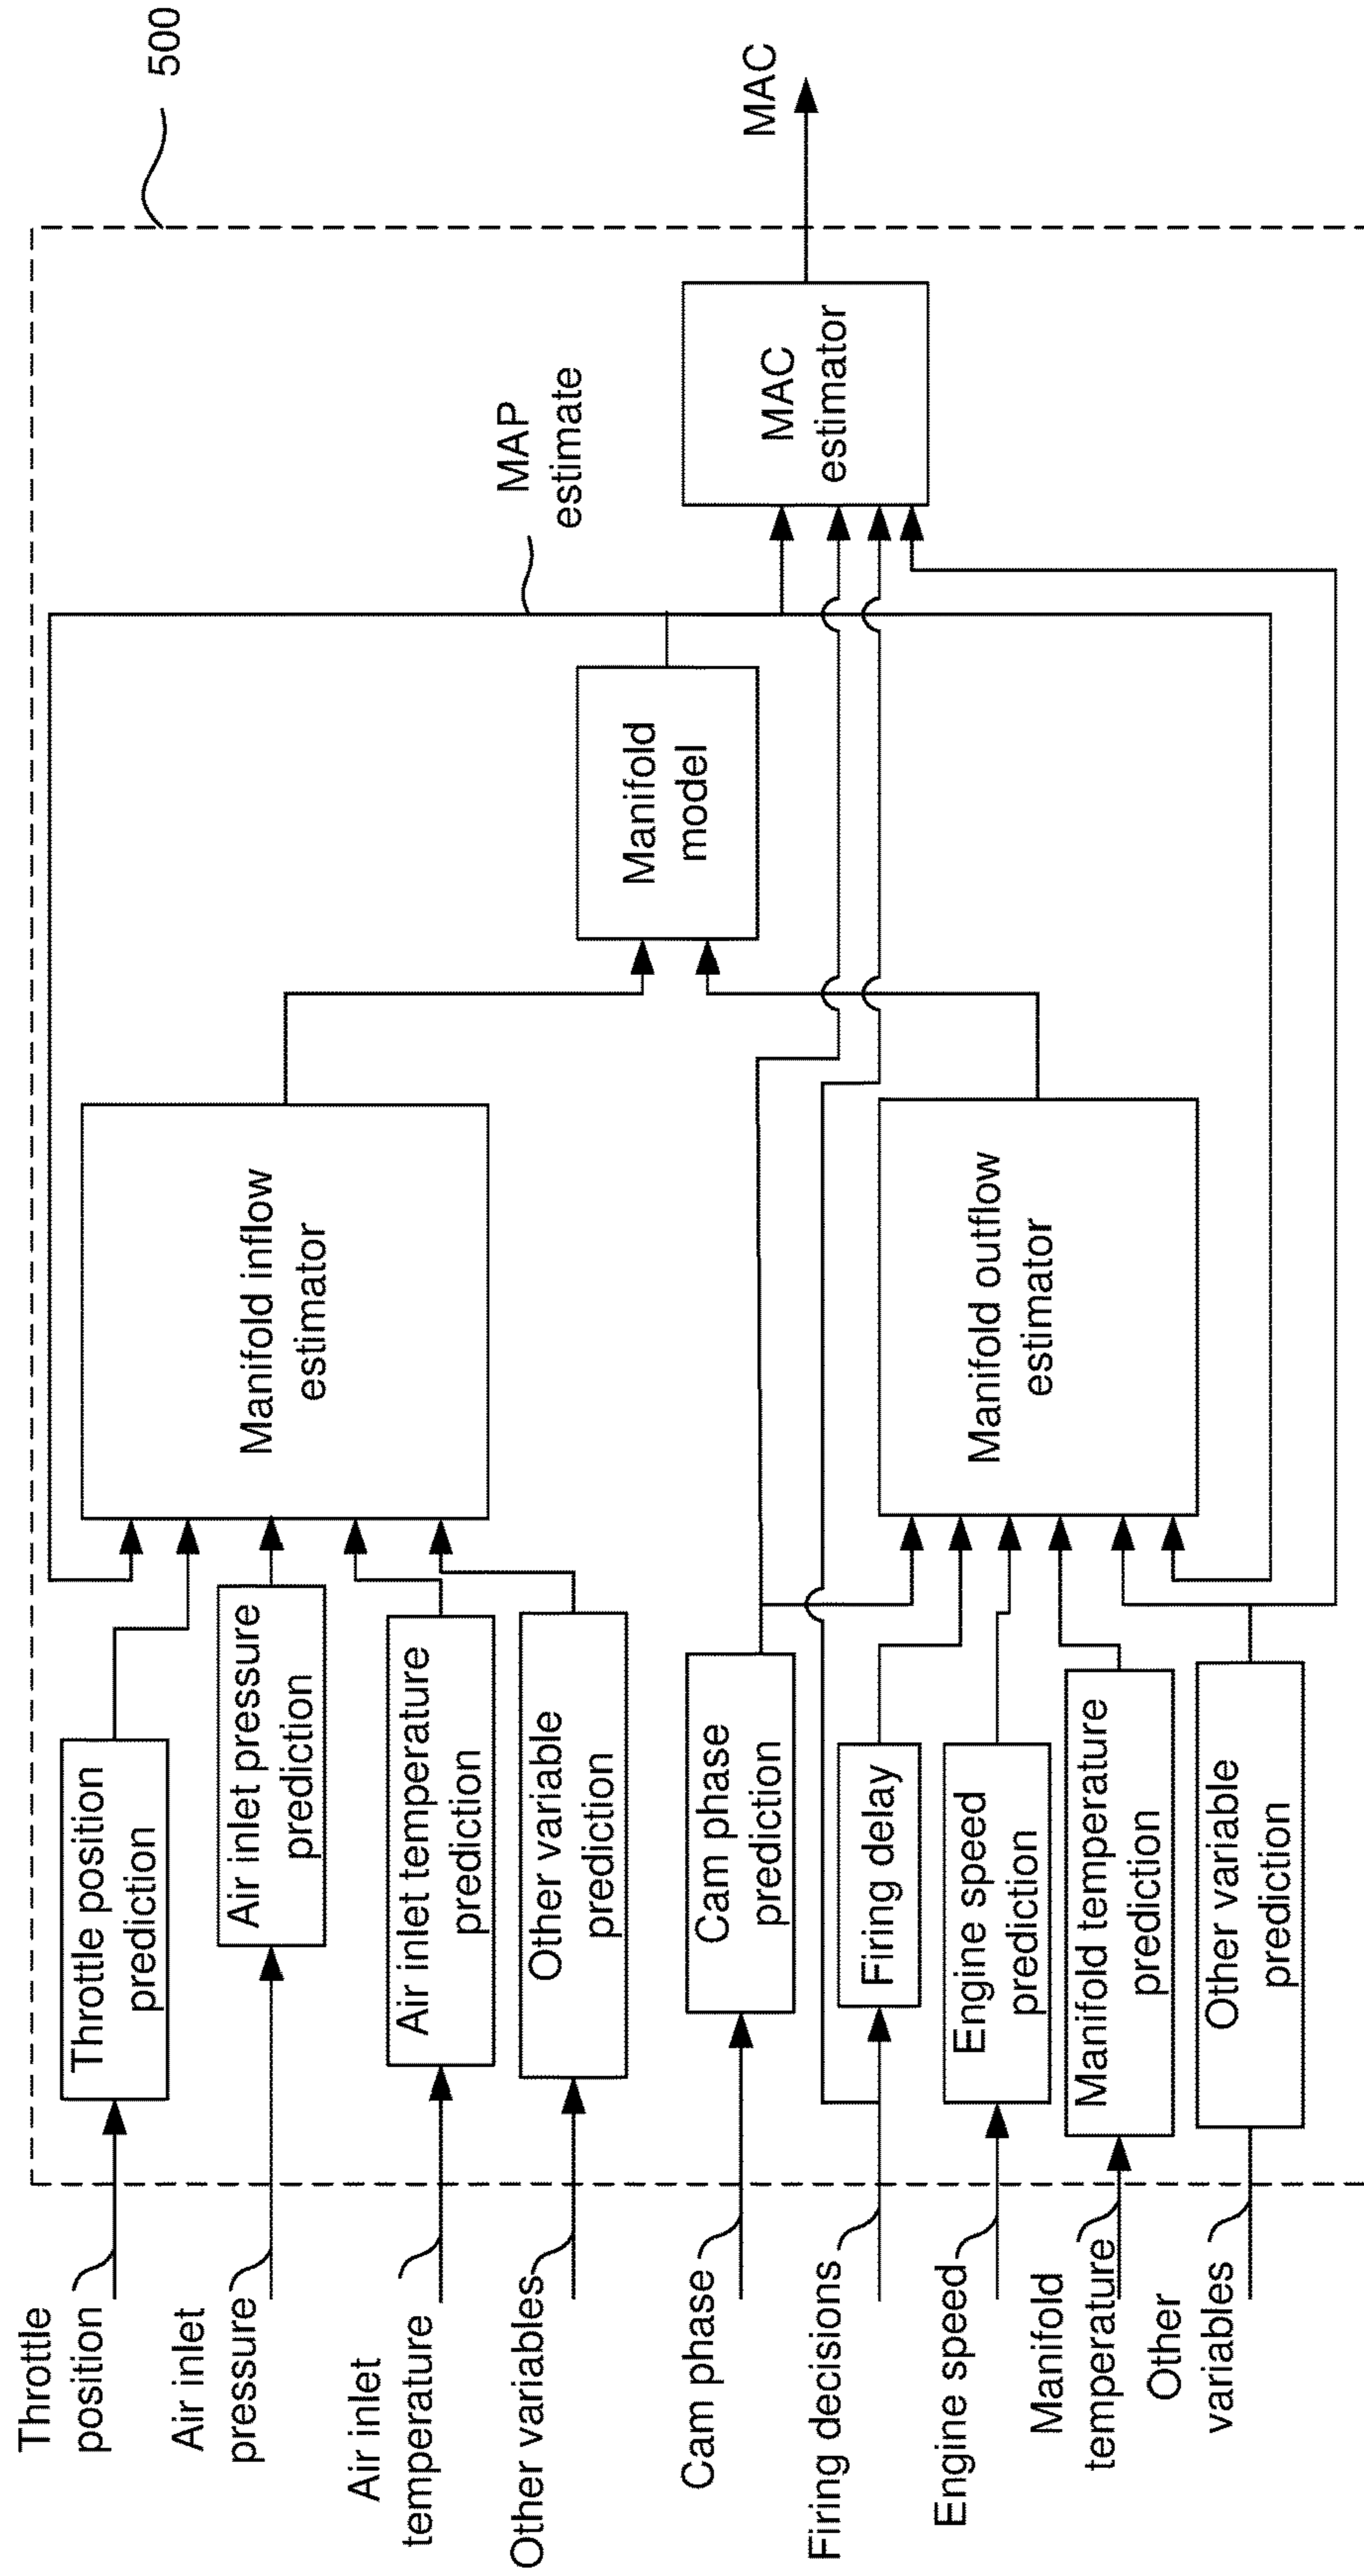 500
Throttle
position
Throttle position
prediction
Air inlet
pressure
Air inlet pressure
prediction
Air inlet
temperature
Air inlet temperature
prediction
Other variables
Other variable
prediction
Manifold inflow
estimator
MAP
estimate
Manifold
model
MAC
estimator
MAC
Cam phase
Cam phase
prediction
Firing decisions
Firing delay
Engine speed
Engine speed
prediction
Manifold
temperature
Manifold temperature
prediction
Other
variables
Other variable
prediction
Manifold outflow
estimator